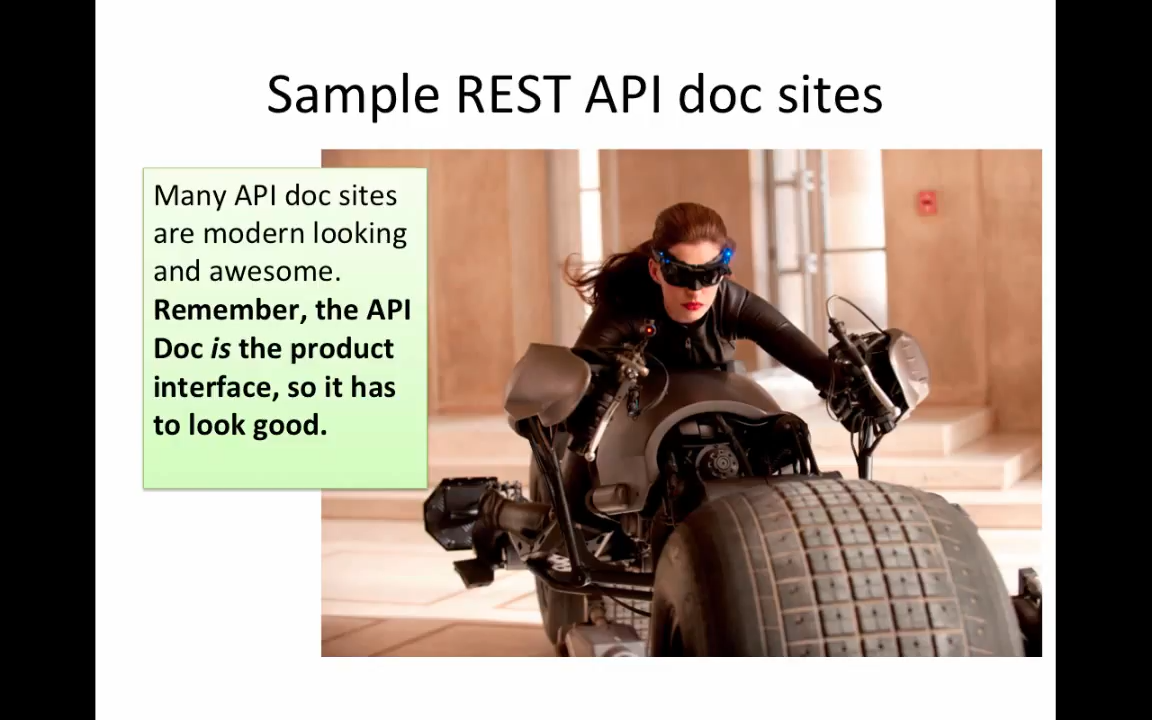 Sample REST API doc sites
Many API doc sites
are modern looking
and awesome.
Remember, the API
Doc is the product
interface, so it has
to look good.